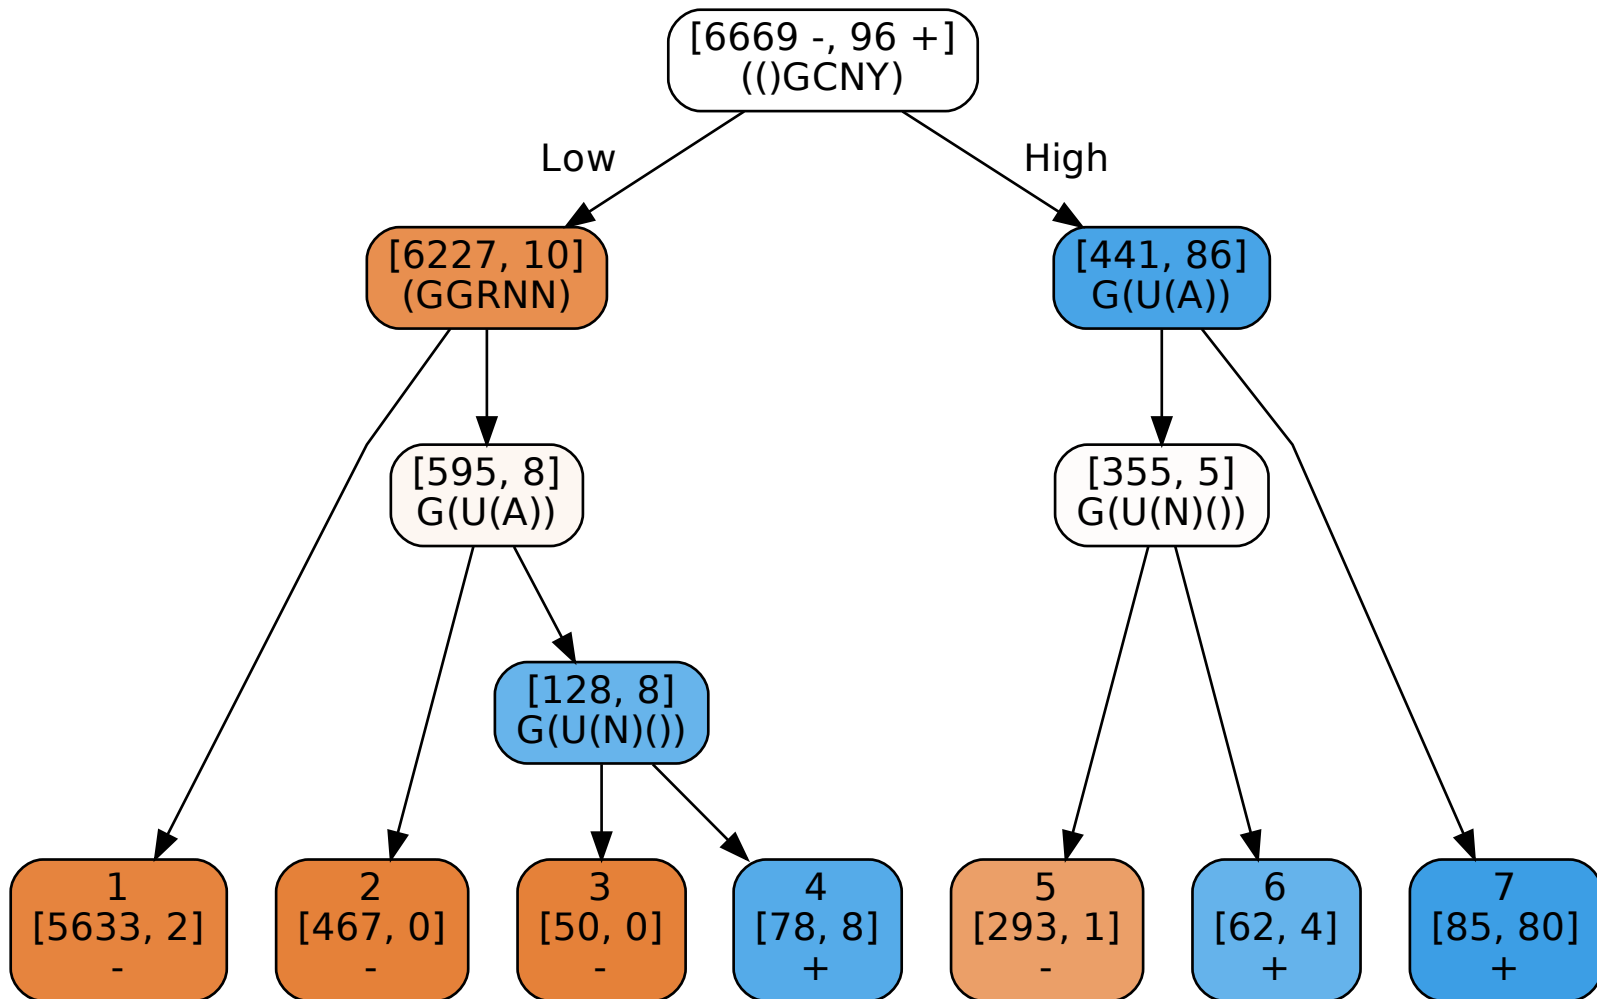 [6669 -, 96 +]
(()GCNY)
Low
High
[6227, 10]
(GGRNN)
[441, 86]
G(U(A))
[595, 8]
G(U(A))
[355, 5]
G(U(N)())
[128, 8]
G(U(N)())
1
[5633, 2]
-
2
[467, 0]
-
3
[50, 0]
-
4
[78, 8]
+
5
[293, 1]
-
6
[62, 4]
+
7
[85, 80]
+